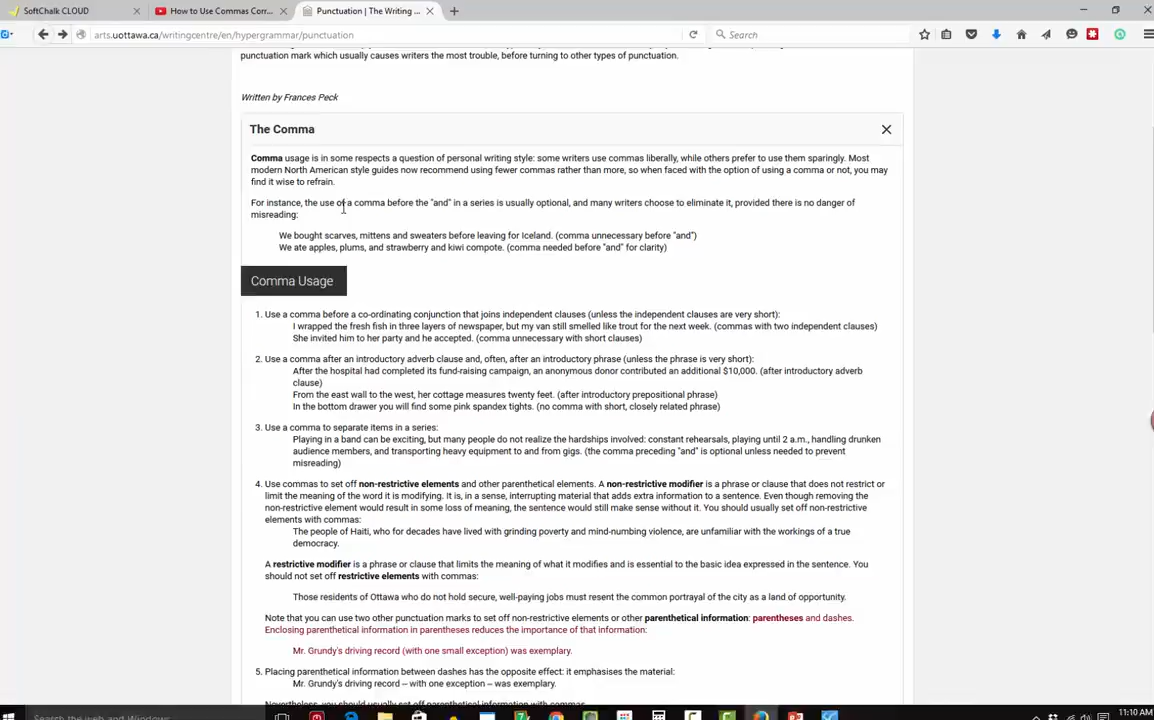 SoftChalk CLOUD
How to Use Commas Corr...
Punctuation | The Writing ...
arts.uottawa.ca/writingcentre/en/hypergrammar/punctuation
Search
punctuation mark which usually causes writers the most trouble, before turning to other types of punctuation.
Written by Frances Peck
The Comma
Comma usage is in some respects a question of personal writing style: some writers use commas liberally, while others prefer to use them sparingly. Most
modern North American style guides now recommend using fewer commas rather than more, so when faced with the option of using a comma or not, you may
find it wise to refrain.
For instance, the use of a comma before the "and" in a series is usually optional, and many writers choose to eliminate it, provided there is no danger of
misreading:
We bought scarves, mittens and sweaters before leaving for Iceland. (comma unnecessary before "and")
We ate apples, plums, and strawberry and kiwi compote. (comma needed before "and" for clarity)
Comma Usage
1. Use a comma before a co-ordinating conjunction that joins independent clauses (unless the independent clauses are very short):
I wrapped the fresh fish in three layers of newspaper, but my van still smelled like trout for the next week. (commas with two independent clauses)
She invited him to her party and he accepted. (comma unnecessary with short clauses)
2. Use a comma after an introductory adverb clause and, often, after an introductory phrase (unless the phrase is very short):
After the hospital had completed its fund-raising campaign, an anonymous donor contributed an additional $10,000. (after introductory adverb
clause)
From the east wall to the west, her cottage measures twenty feet. (after introductory prepositional phrase)
In the bottom drawer you will find some pink spandex tights. (no comma with short, closely related phrase)
3. Use a comma to separate items in a series:
Playing in a band can be exciting, but many people do not realize the hardships involved: constant rehearsals, playing until 2 a.m., handling drunken
audience members, and transporting heavy equipment to and from gigs. (the comma preceding "and" is optional unless needed to prevent
misreading)
4. Use commas to set off non-restrictive elements and other parenthetical elements. A non-restrictive modifier is a phrase or clause that does not restrict or
limit the meaning of the word it is modifying. It is, in a sense, interrupting material that adds extra information to a sentence. Even though removing the
non-restrictive element would result in some loss of meaning, the sentence would still make sense without it. You should usually set off non-restrictive
elements with commas:
The people of Haiti, who for decades have lived with grinding poverty and mind-numbing violence, are unfamiliar with the workings of a true
democracy.
A restrictive modifier is a phrase or clause that limits the meaning of what it modifies and is essential to the basic idea expressed in the sentence. You
should not set off restrictive elements with commas:
Those residents of Ottawa who do not hold secure, well-paying jobs must resent the common portrayal of the city as a land of opportunity.
Note that you can use two other punctuation marks to set off non-restrictive elements or other parenthetical information: parentheses and dashes.
Enclosing parenthetical information in parentheses reduces the importance of that information:
Mr. Grundy's driving record (with one small exception) was exemplary.
5. Placing parenthetical information between dashes has the opposite effect: it emphasises the material:
Mr. Grundy's driving record -- with one exception -- was exemplary.
Nevertheless, you should usually set off parenthetical information with commas.
Search the web and Windows
11:10 AM